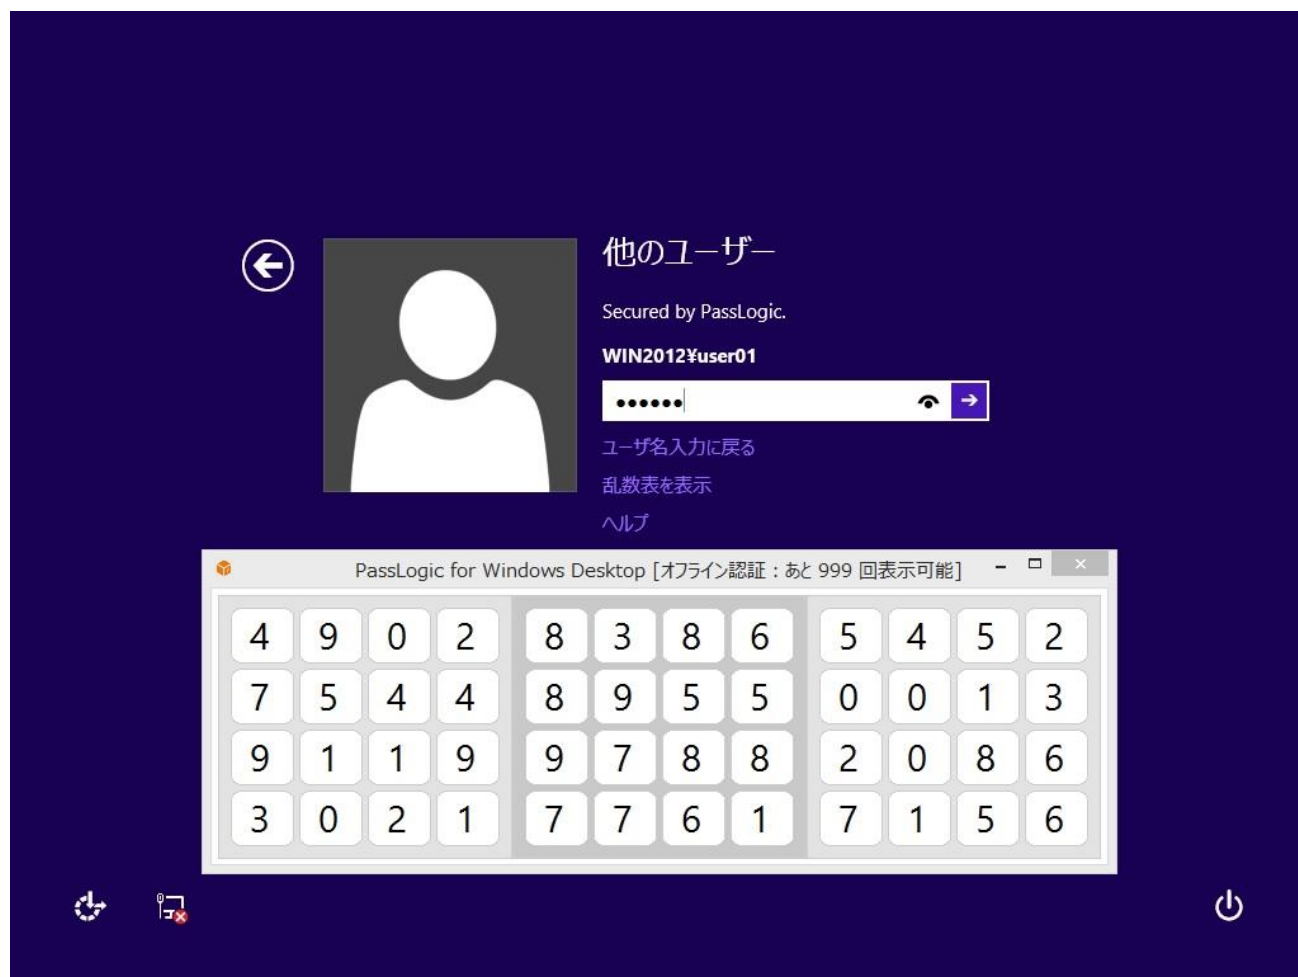 他のユーザー
Secured by PassLogic.
WIN2012¥user01
ユーザ名入力に戻る
乱数表を表示
ヘルプ
PassLogic for Windows Desktop [オフライン認証：あと 999 回表示可能]
4 9 0 2 8 3 8 6 5 4 5 2
7 5 4 4 8 9 5 5 0 0 1 3
9 1 1 9 9 7 8 8 2 0 8 6
3 0 2 1 7 7 6 1 7 1 5 6